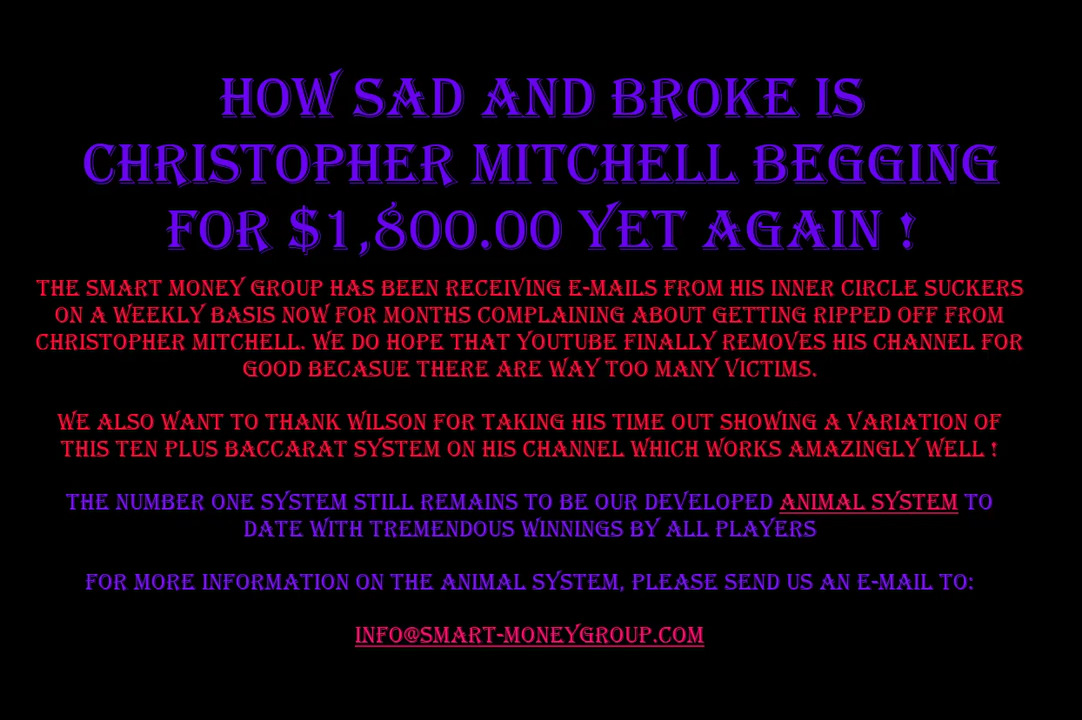 HOW SAD AND BROKE IS
CHRISTOPHER MITCHELL BEGGING
FOR $1,800.00 YET AGAIN !
THE SMART MONEY GROUP HAS BEEN RECEIVING E-MAILS FROM HIS INNER CIRCLE SUCKERS
ON A WEEKLY BASIS NOW FOR MONTHS COMPLAINING ABOUT GETTING RIPPED OFF FROM
CHRISTOPHER MITCHELL. WE DO HOPE THAT YOUTUBE FINALLY REMOVES HIS CHANNEL FOR
GOOD BECASUE THERE ARE WAY TOO MANY VICTIMS.
WE ALSO WANT TO THANK WILSON FOR TAKING HIS TIME OUT SHOWING A VARIATION OF
THIS TEN PLUS BACCARAT SYSTEM ON HIS CHANNEL WHICH WORKS AMAZINGLY WELL !
THE NUMBER ONE SYSTEM STILL REMAINS TO BE OUR DEVELOPED ANIMAL SYSTEM TO
DATE WITH TREMENDOUS WINNINGS BY ALL PLAYERS
FOR MORE INFORMATION ON THE ANIMAL SYSTEM, PLEASE SEND US AN E-MAIL TO:
INFO@SMART-MONEYGROUP.COM